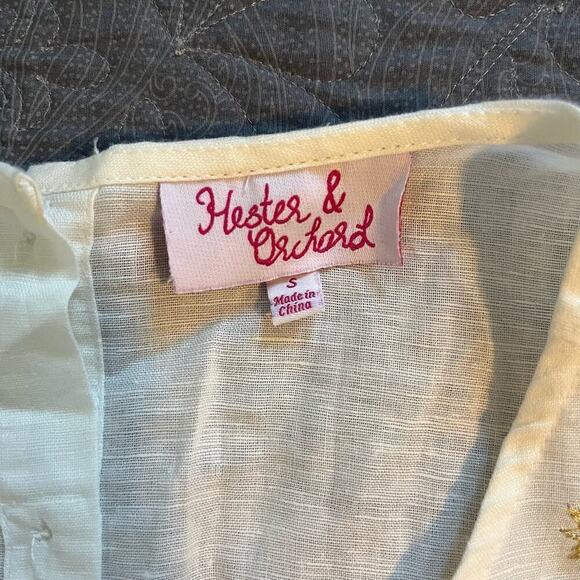 Hester &
Orchard
S
Made in
China